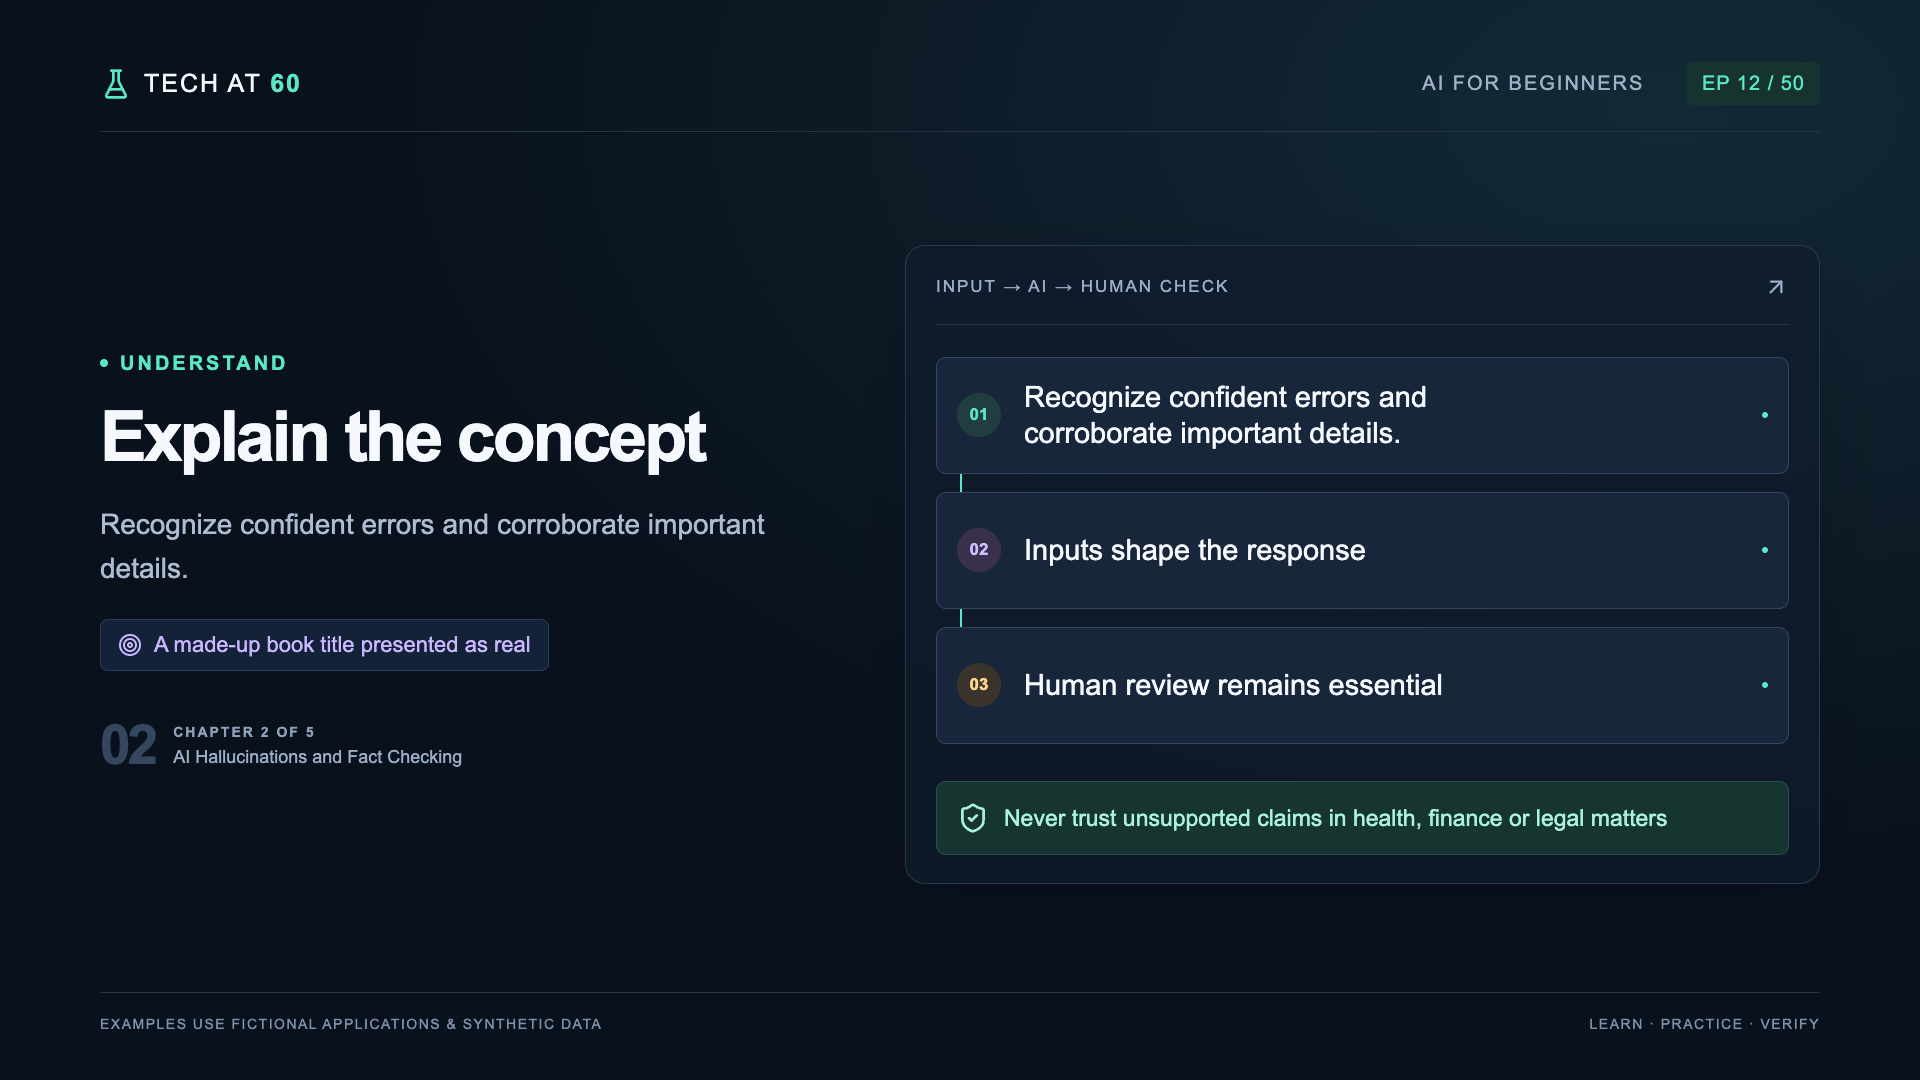 TECH AT 60
AI FOR BEGINNERS
EP 12 / 50
UNDERSTAND
Explain the concept
Recognize confident errors and corroborate important
details.
A made-up book title presented as real
02
CHAPTER 2 OF 5
AI Hallucinations and Fact Checking
INPUT → AI → HUMAN CHECK
01
Recognize confident errors and
corroborate important details.
02
Inputs shape the response
03
Human review remains essential
Never trust unsupported claims in health, finance or legal matters
EXAMPLES USE FICTIONAL APPLICATIONS & SYNTHETIC DATA
LEARN · PRACTICE · VERIFY